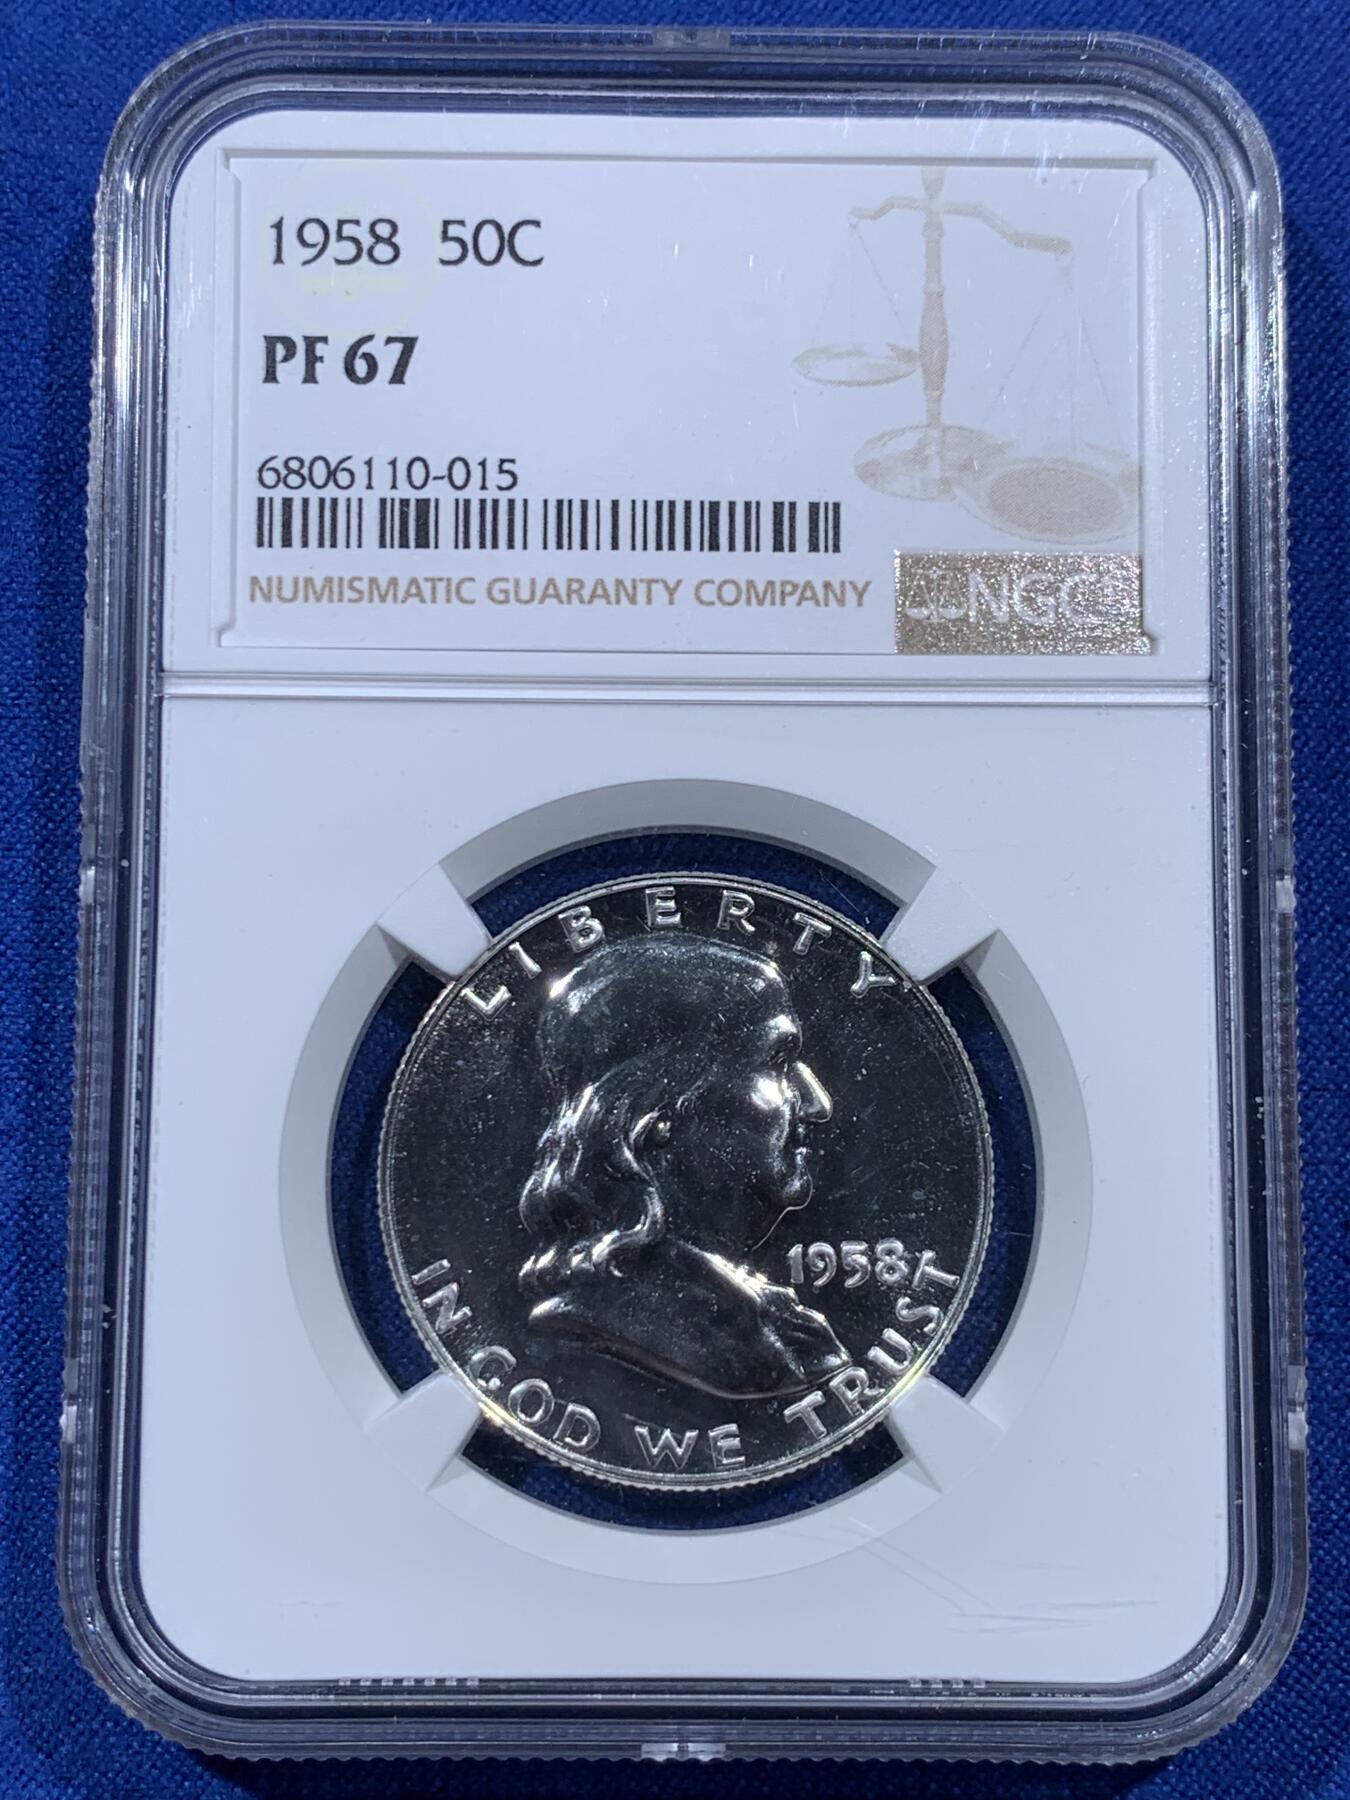 1958 50C
PF 67
6806110-015
NUMISMATIC GUARANTY COMPANY
NGC
LIBERTY
1958
IN GOD WE TRUST